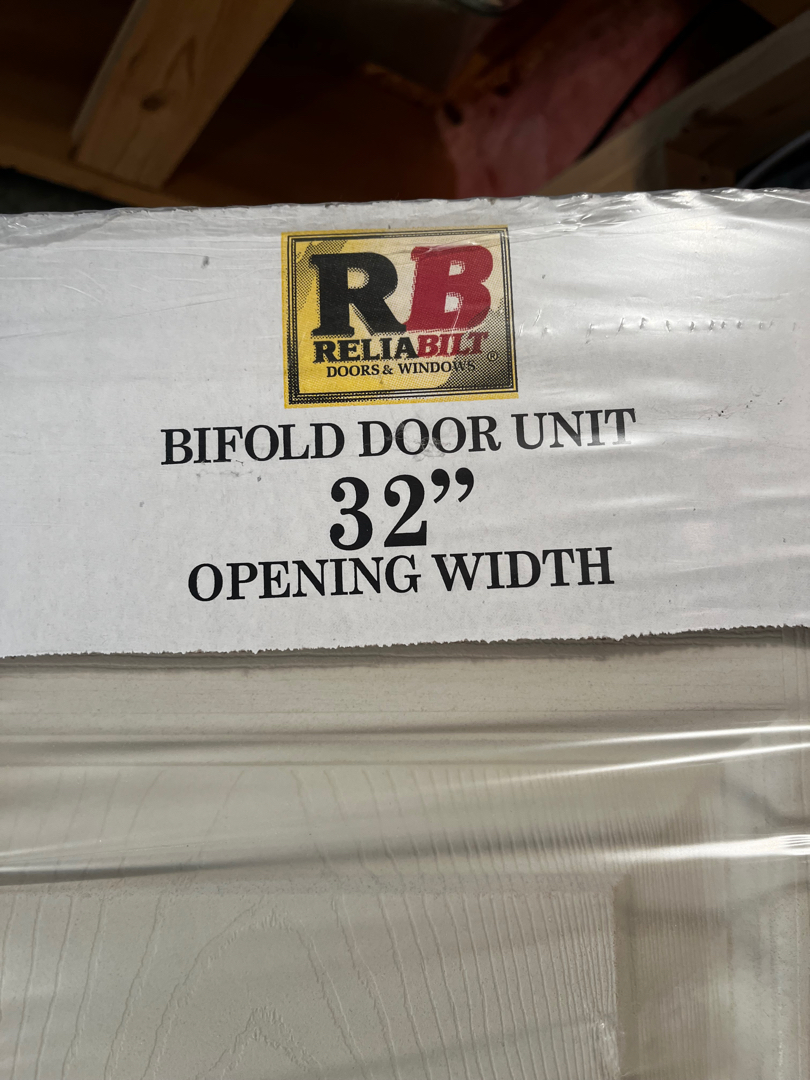 RB
RELIABILT
DOORS & WINDOWS ®
BIFOLD DOOR UNIT
32”
OPENING WIDTH